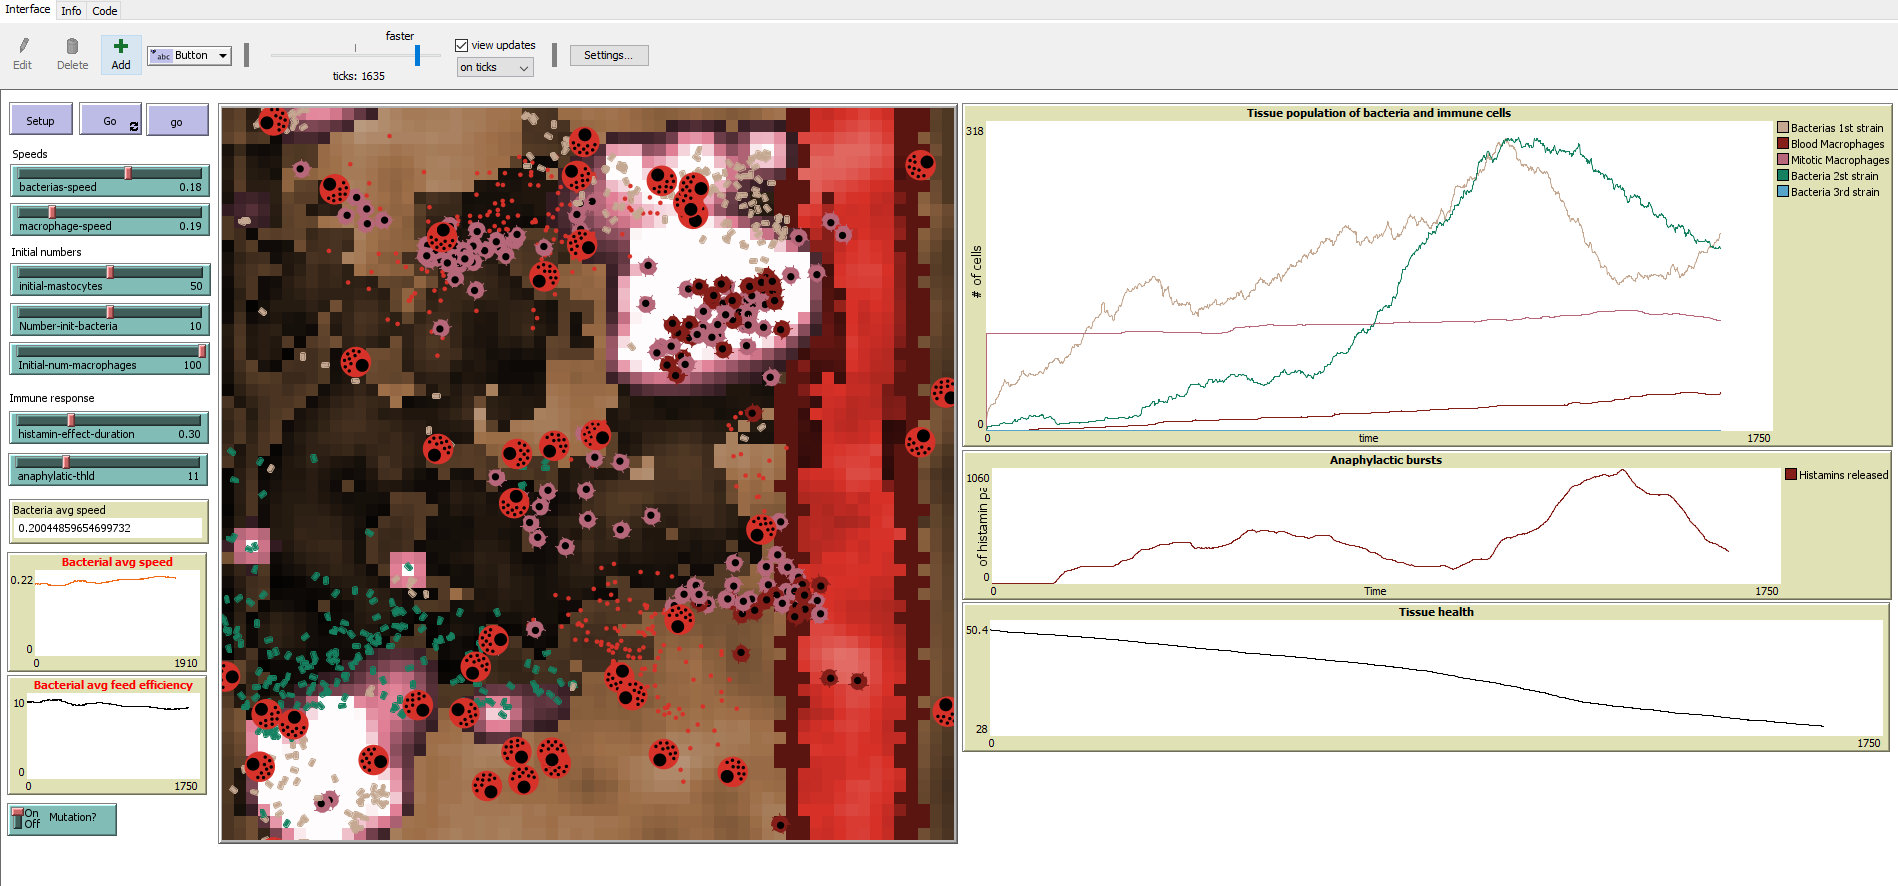 Interface Info Code
Edit Delete Add abc Button faster view updates on ticks Settings...
ticks: 1635
Setup Go go
Speeds
bacterias-speed 0.18
macrophage-speed 0.19
Initial numbers
initial-mastocytes 50
Number-init-bacteria 10
Initial-num-macrophages 100
Immune response
histamin-effect-duration 0.30
anaphylatic-thld 11
Bacteria avg speed
0.20044859654699732
Bacterial avg speed
0.22
0
0 1910
Bacterial avg feed efficiency
10
0
0 1750
On
Off
Mutation?
Tissue population of bacteria and immune cells
318
# of cells
0
0 time 1750
Bacterias 1st strain
Blood Macrophages
Mitotic Macrophages
Bacteria 2st strain
Bacteria 3rd strain
Anaphylactic bursts
1060
of histamin pa
0
0 Time 1750
Histamins released
Tissue health
50.4
28
0 1750